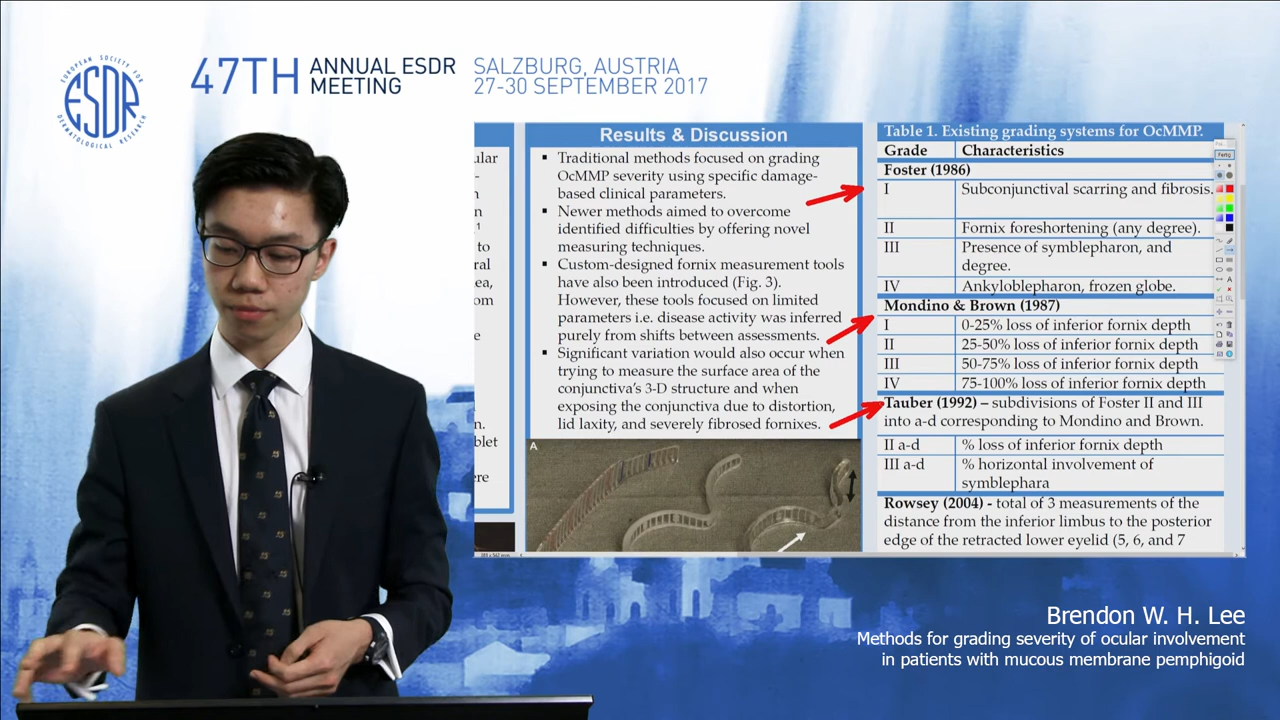 EUROPEAN SOCIETY FOR
ESDR
DERMATOLOGICAL RESEARCH
47TH
ANNUAL ESDR
MEETING
SALZBURG, AUSTRIA
27-30 SEPTEMBER 2017
ular
to
ral
ea,
om
e
n.
blet
ere
Results & Discussion
▪ Traditional methods focused on grading
OcMMP severity using specific damage-
based clinical parameters.
▪ Newer methods aimed to overcome
identified difficulties by offering novel
measuring techniques.
▪ Custom-designed fornix measurement tools
have also been introduced (Fig. 3).
However, these tools focused on limited
parameters i.e. disease activity was inferred
purely from shifts between assessments.
▪ Significant variation would also occur when
trying to measure the surface area of the
conjunctiva's 3-D structure and when
exposing the conjunctiva due to distortion,
lid laxity, and severely fibrosed fornixes.
A
Table 1. Existing grading systems for OcMMP.
Grade Characteristics
Foster (1986)
I Subconjunctival scarring and fibrosis.
II Fornix foreshortening (any degree).
III Presence of symblepharon, and
degree.
IV Ankyloblepharon, frozen globe.
Mondino & Brown (1987)
I 0-25% loss of inferior fornix depth
II 25-50% loss of inferior fornix depth
III 50-75% loss of inferior fornix depth
IV 75-100% loss of inferior fornix depth
Tauber (1992) – subdivisions of Foster II and III
into a-d corresponding to Mondino and Brown.
II a-d % loss of inferior fornix depth
III a-d % horizontal involvement of
symblephara
Rowsey (2004) - total of 3 measurements of the
distance from the inferior limbus to the posterior
edge of the retracted lower eyelid (5, 6, and 7
Fertig
Brendon W. H. Lee
Methods for grading severity of ocular involvement
in patients with mucous membrane pemphigoid